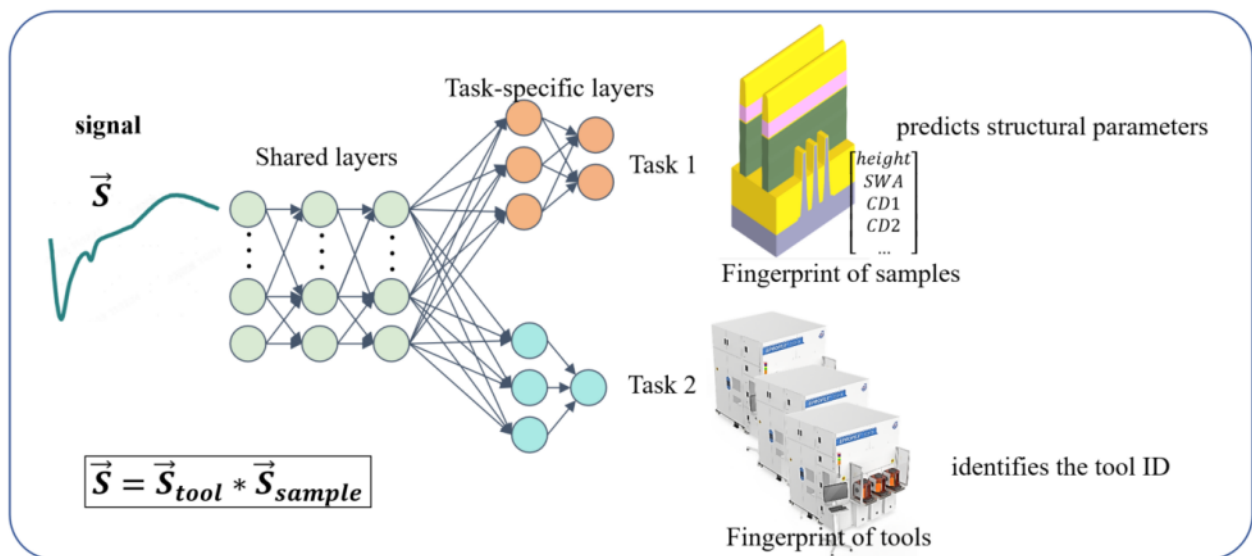 signal
S⃗
Shared layers
Task-specific layers
Task 1
predicts structural parameters
height
SWA
CD1
CD2
...
Fingerprint of samples
Task 2
identifies the tool ID
Fingerprint of tools
S⃗ = S⃗tool * S⃗sample